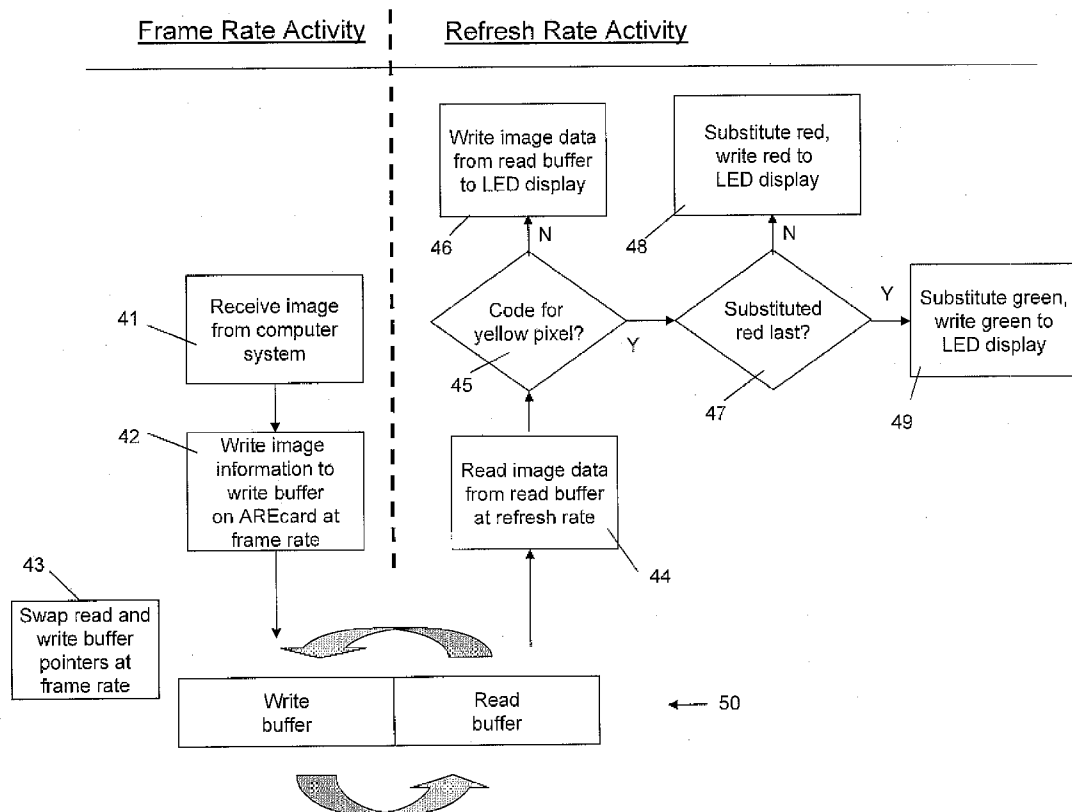 Frame Rate Activity
Refresh Rate Activity
Write image data
from read buffer
to LED display
46
N
Substitute red,
write red to
LED display
48
N
41
Receive image
from computer
system
Code for
yellow pixel?
45
Y
Substituted
red last?
47
Y
Substitute green,
write green to
LED display
49
42
Write image
information to
write buffer
on AREcard at
frame rate
Read image data
from read buffer
at refresh rate
44
43
Swap read and
write buffer
pointers at
frame rate
Write
buffer
Read
buffer
50